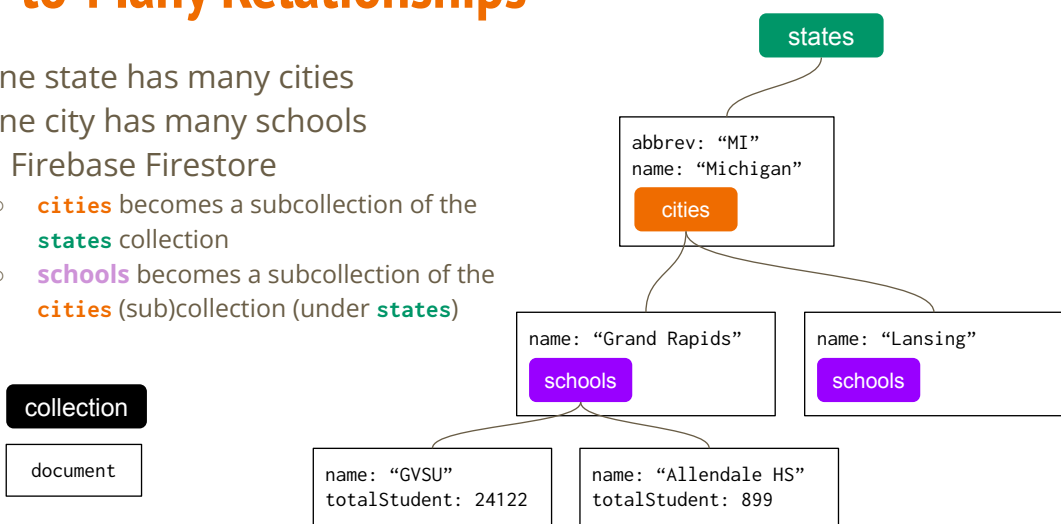 to-Many Relationships
ne state has many cities
ne city has many schools
Firebase Firestore
cities becomes a subcollection of the
states collection
schools becomes a subcollection of the
cities (sub)collection (under states)
collection
document
states
abbrev: “MI”
name: “Michigan”
cities
name: “Grand Rapids”
schools
name: “Lansing”
schools
name: “GVSU”
totalStudent: 24122
name: “Allendale HS”
totalStudent: 899